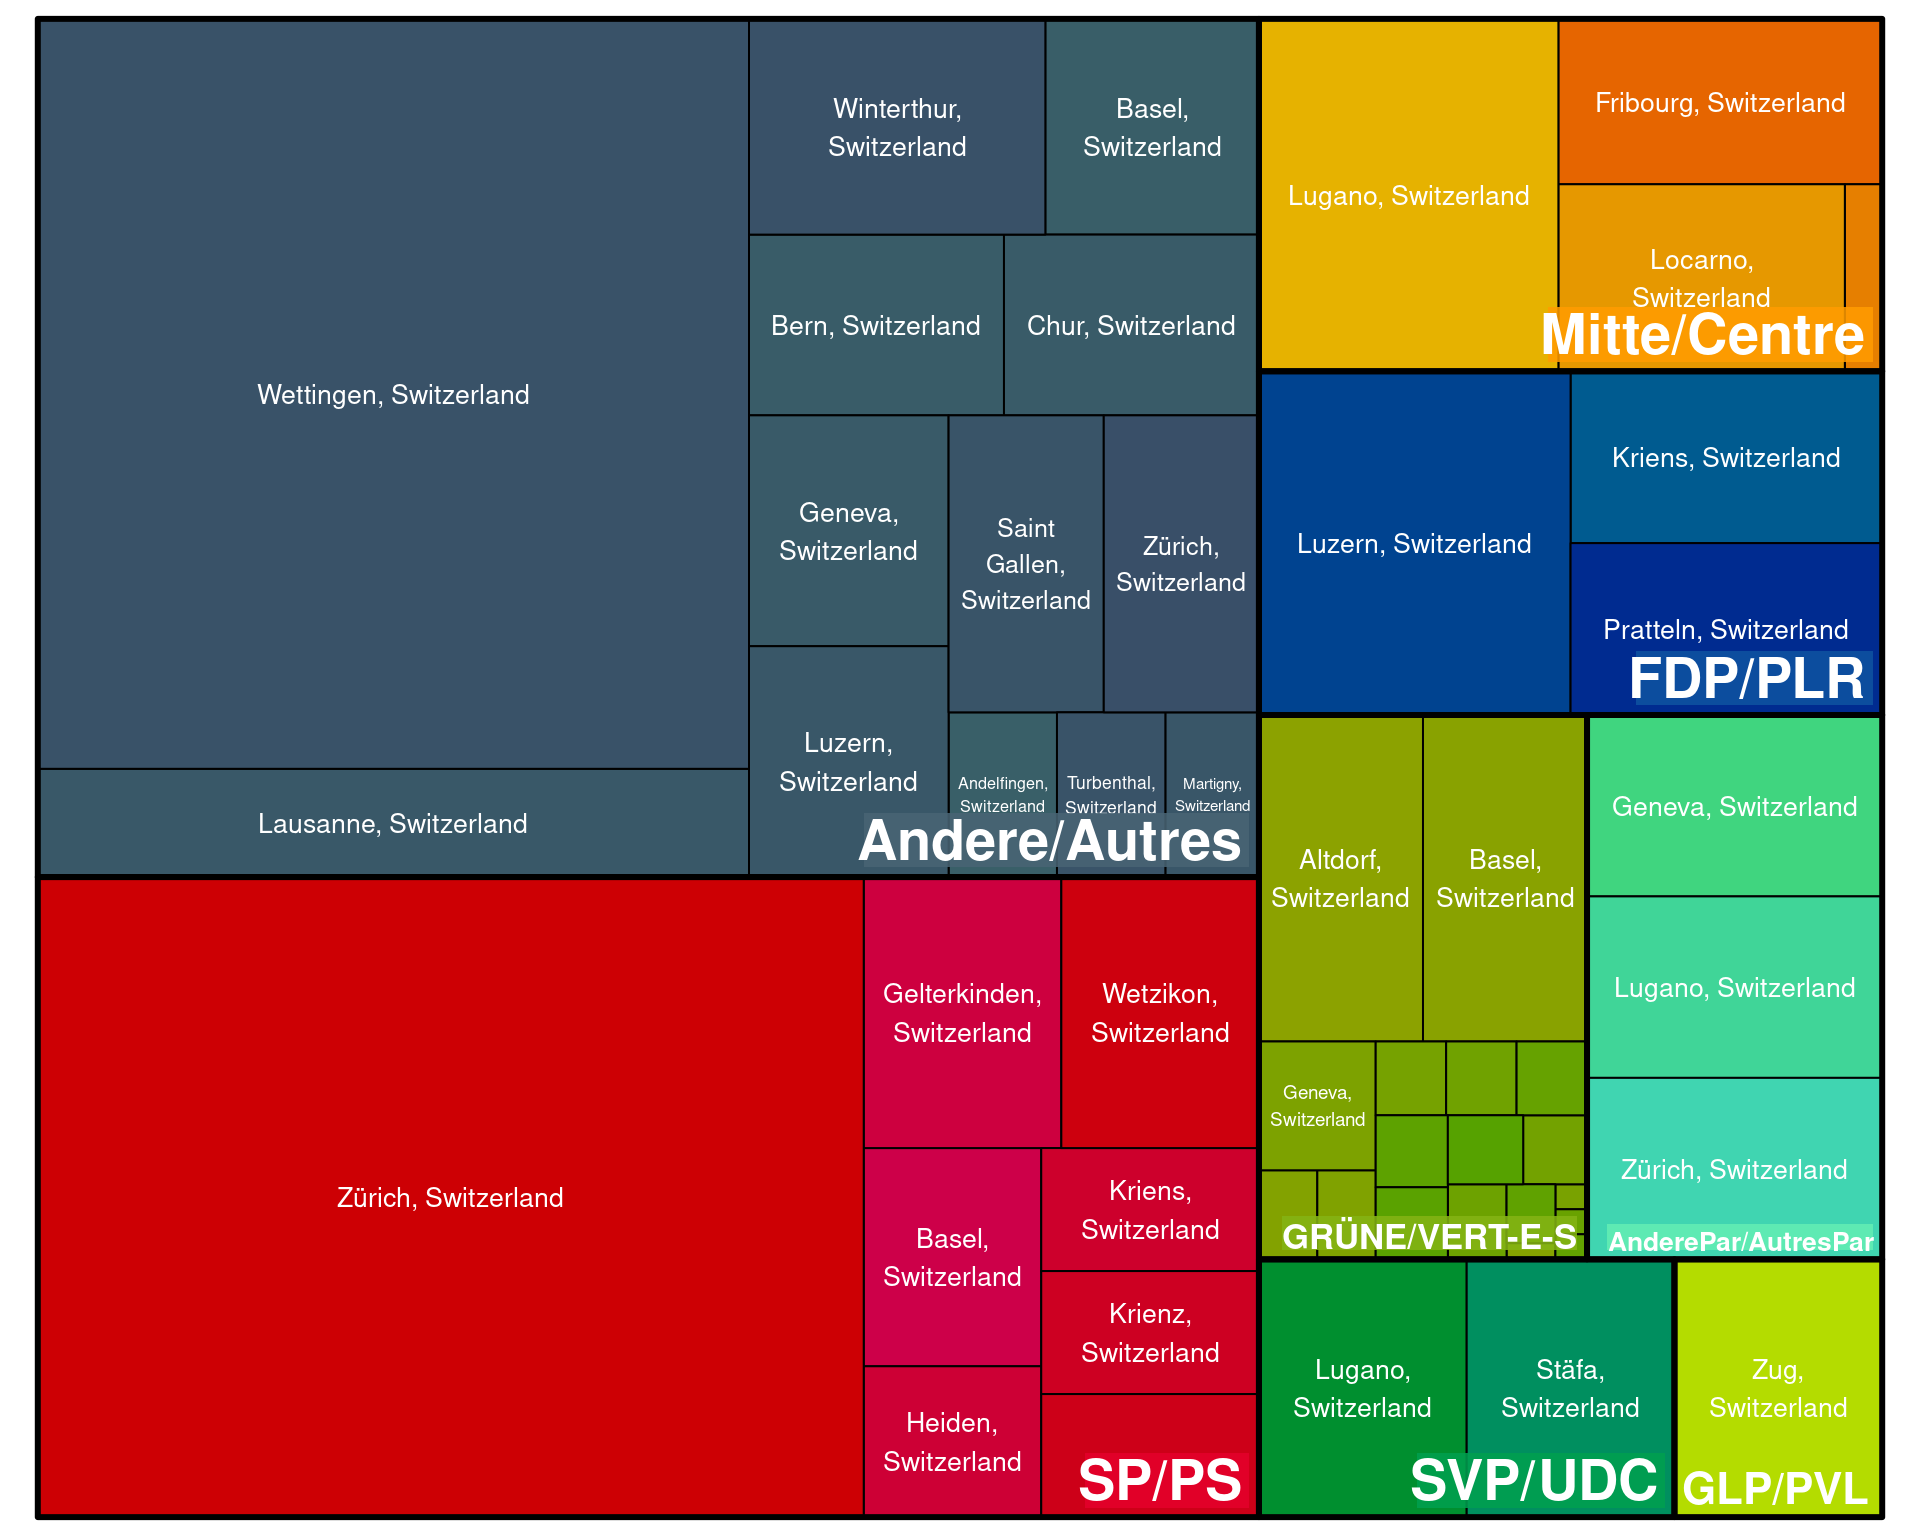 Wettingen, Switzerland
Lausanne, Switzerland
Winterthur,
Switzerland
Basel,
Switzerland
Bern, Switzerland
Chur, Switzerland
Geneva,
Switzerland
Saint
Gallen,
Switzerland
Zürich,
Switzerland
Luzern,
Switzerland
Andelfingen,
Switzerland
Turbenthal,
Switzerland
Martigny,
Switzerland
Andere/Autres
Zürich, Switzerland
Gelterkinden,
Switzerland
Wetzikon,
Switzerland
Basel,
Switzerland
Kriens,
Switzerland
Krienz,
Switzerland
Heiden,
Switzerland
SP/PS
Lugano, Switzerland
Fribourg, Switzerland
Locarno,
Switzerland
Mitte/Centre
Luzern, Switzerland
Kriens, Switzerland
Pratteln, Switzerland
FDP/PLR
Altdorf,
Switzerland
Basel,
Switzerland
Geneva,
Switzerland
GRÜNE/VERT-E-S
Geneva, Switzerland
Lugano, Switzerland
Zürich, Switzerland
AnderePar/AutresPar
Lugano,
Switzerland
Stäfa,
Switzerland
SVP/UDC
Zug,
Switzerland
GLP/PVL